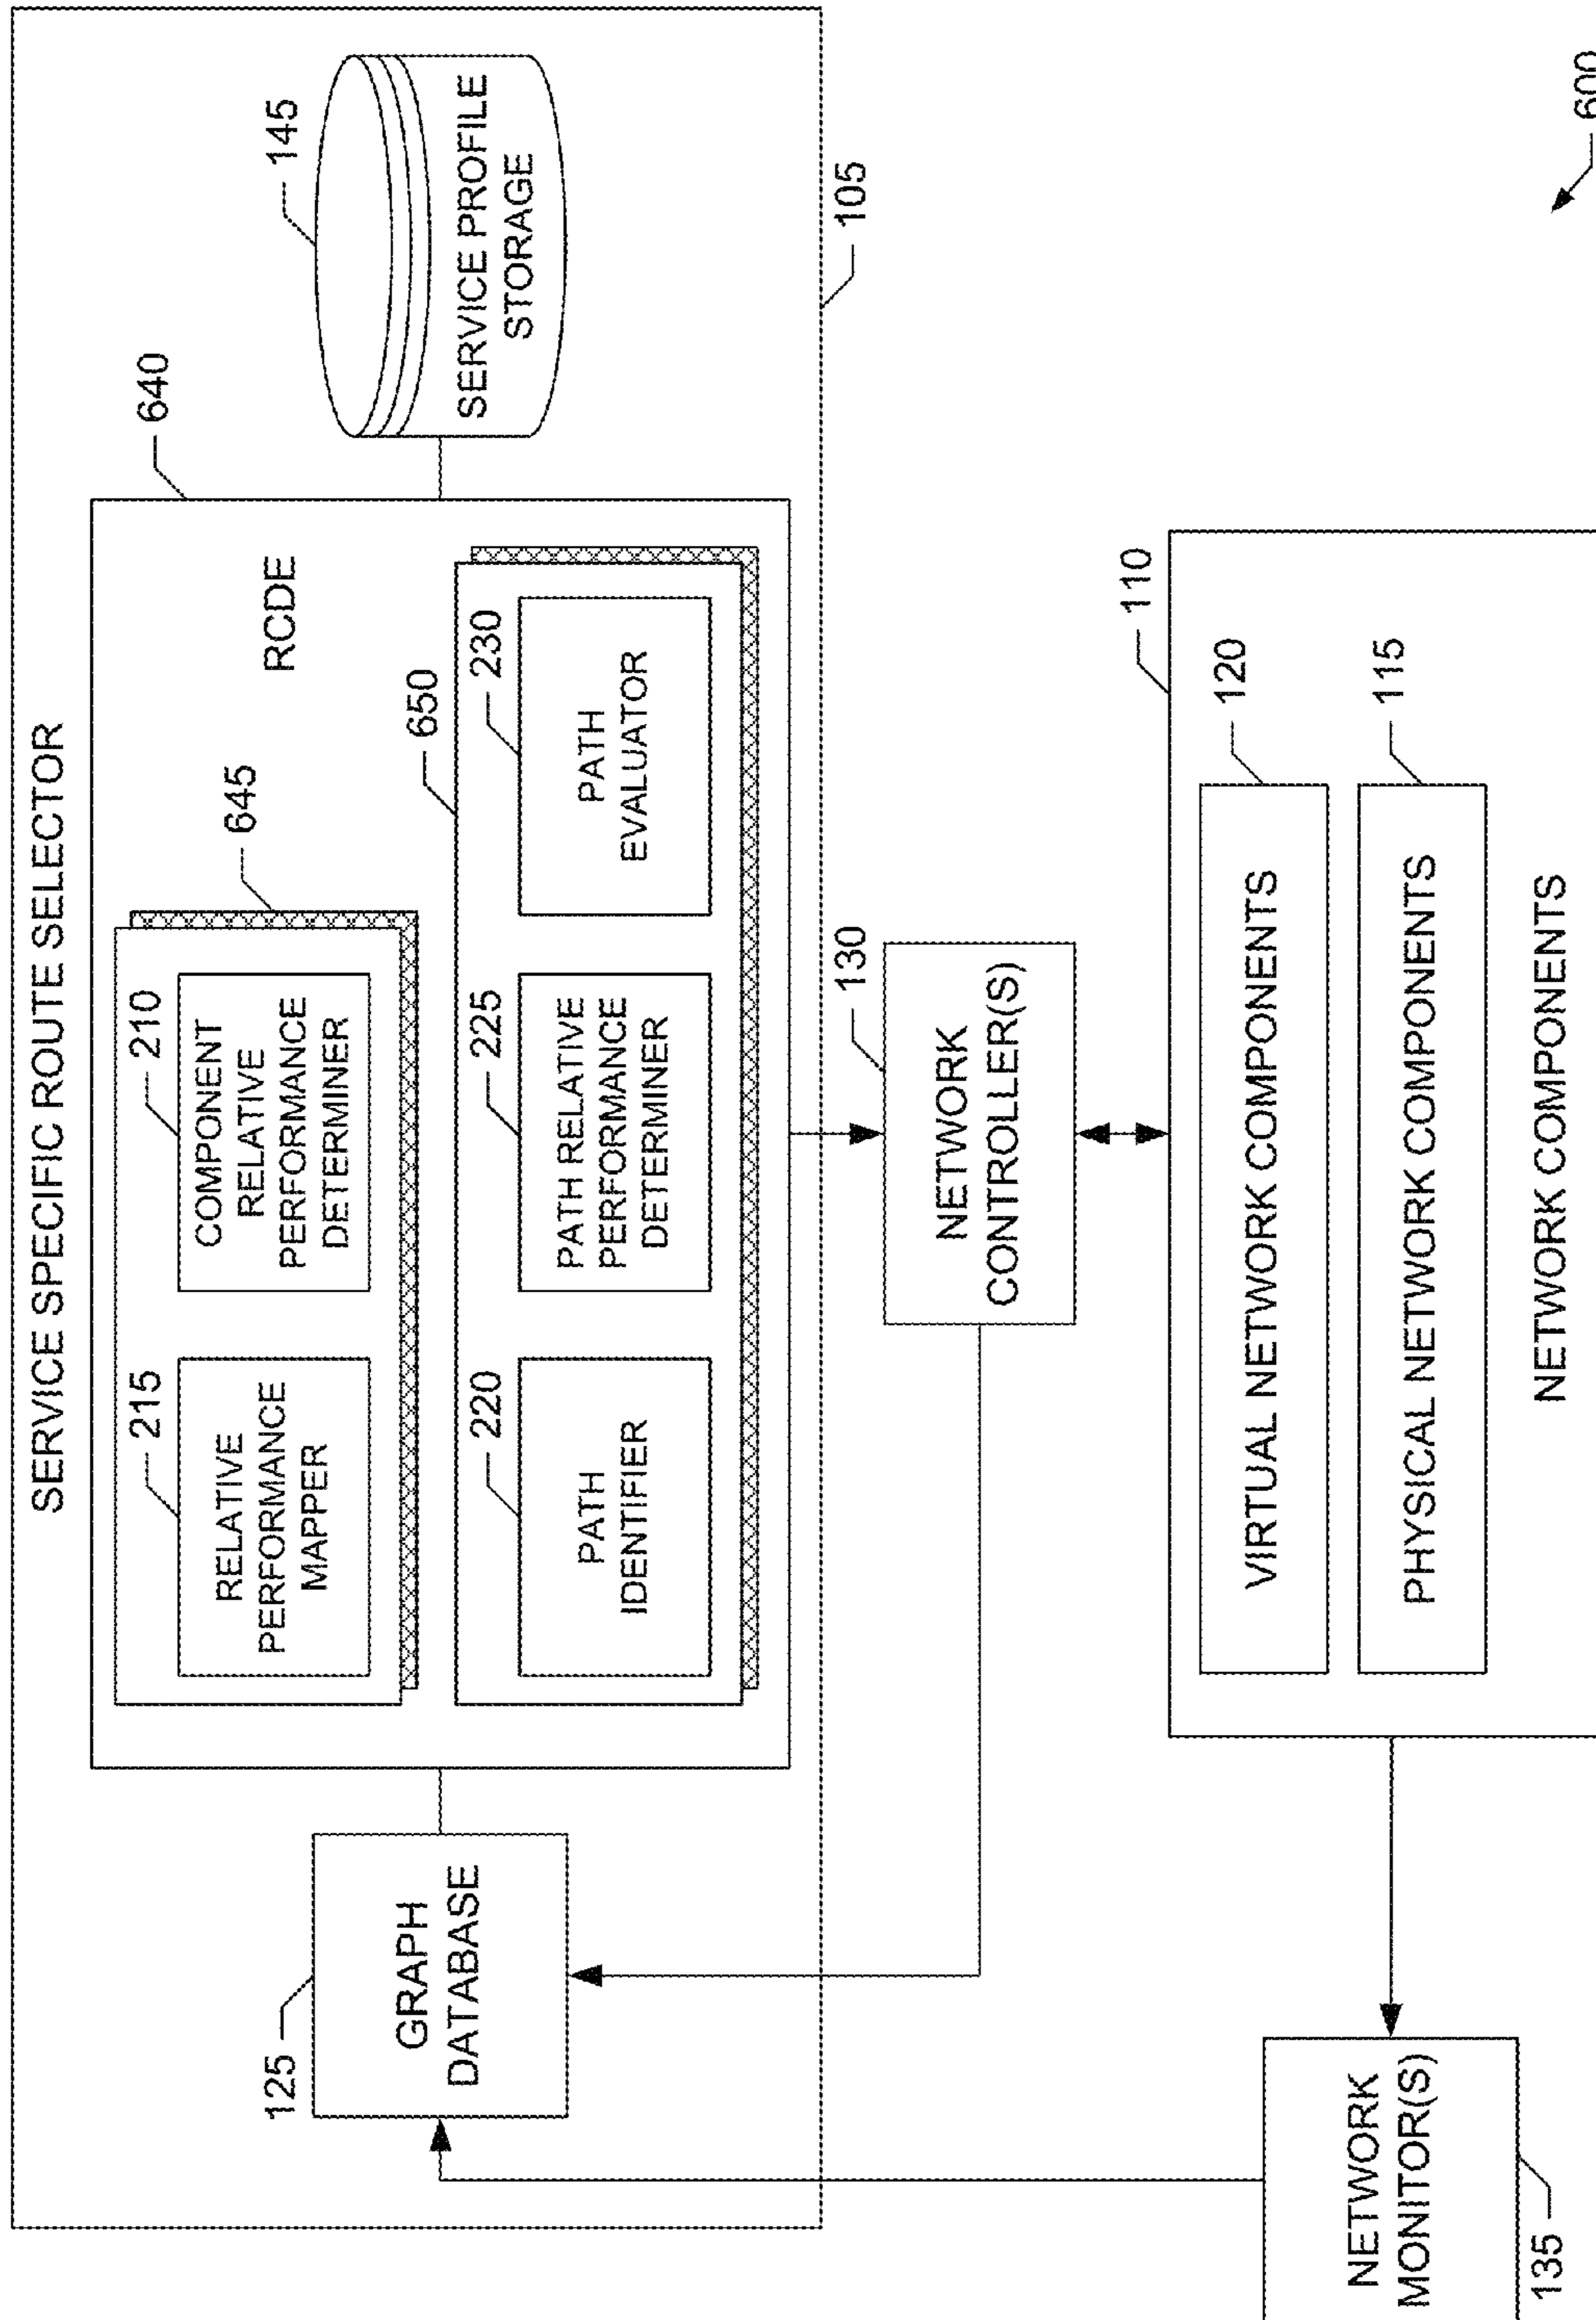 SERVICE SPECIFIC ROUTE SELECTOR
640
RCDE
215
RELATIVE
PERFORMANCE
MAPPER
210
COMPONENT
RELATIVE
PERFORMANCE
DETERMINER
645
650
220
PATH
IDENTIFIER
225
PATH RELATIVE
PERFORMANCE
DETERMINER
230
PATH
EVALUATOR
125
GRAPH
DATABASE
145
SERVICE PROFILE
STORAGE
105
130
NETWORK
CONTROLLER(S)
110
120
VIRTUAL NETWORK COMPONENTS
115
PHYSICAL NETWORK COMPONENTS
NETWORK COMPONENTS
NETWORK
MONITOR(S)
135
600